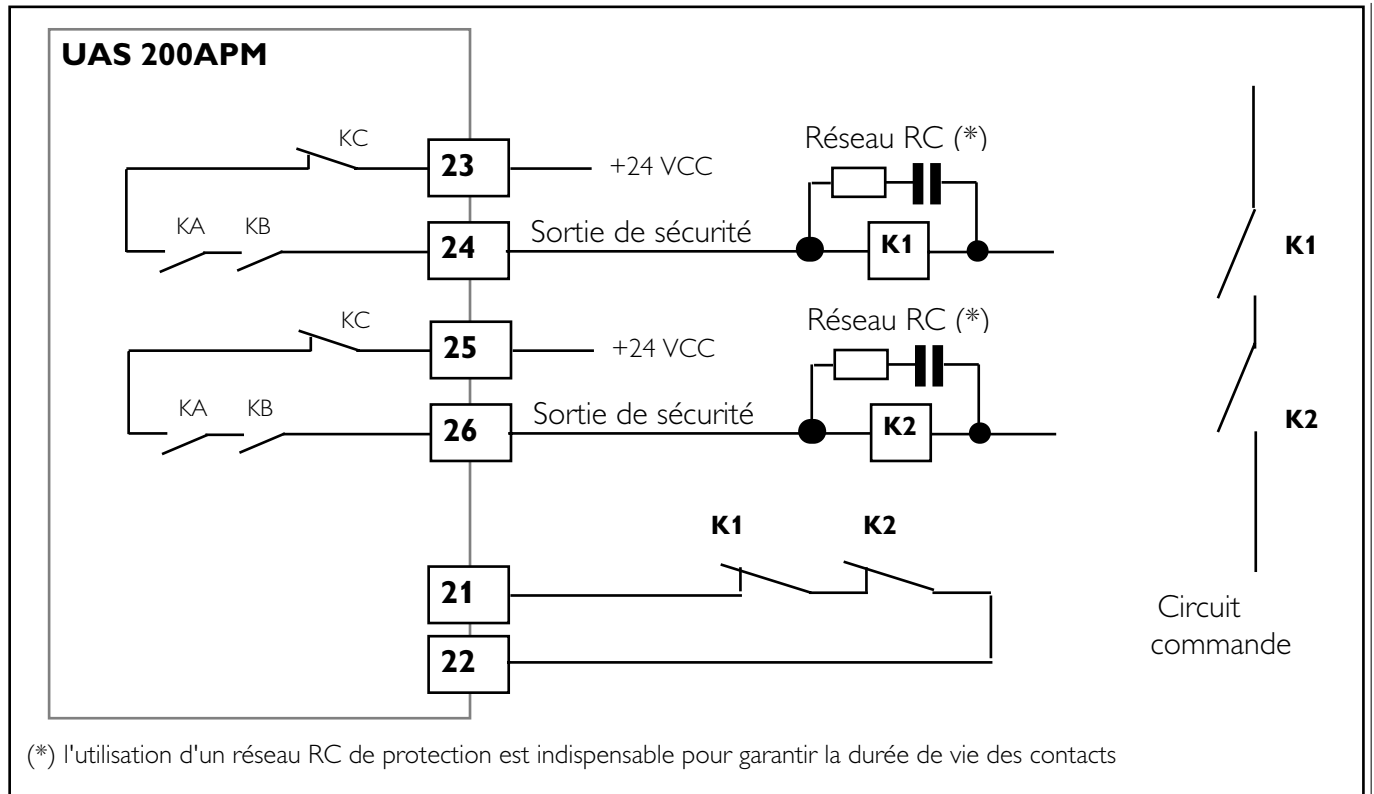 UAS 200APM
KC
23
+24 VCC
Réseau RC (*)
KA
KB
24
Sortie de sécurité
K1
K1
KC
25
+24 VCC
Réseau RC (*)
KA
KB
26
Sortie de sécurité
K2
K2
K1
K2
21
22
Circuit
commande
(*) l'utilisation d'un réseau RC de protection est indispensable pour garantir la durée de vie des contacts